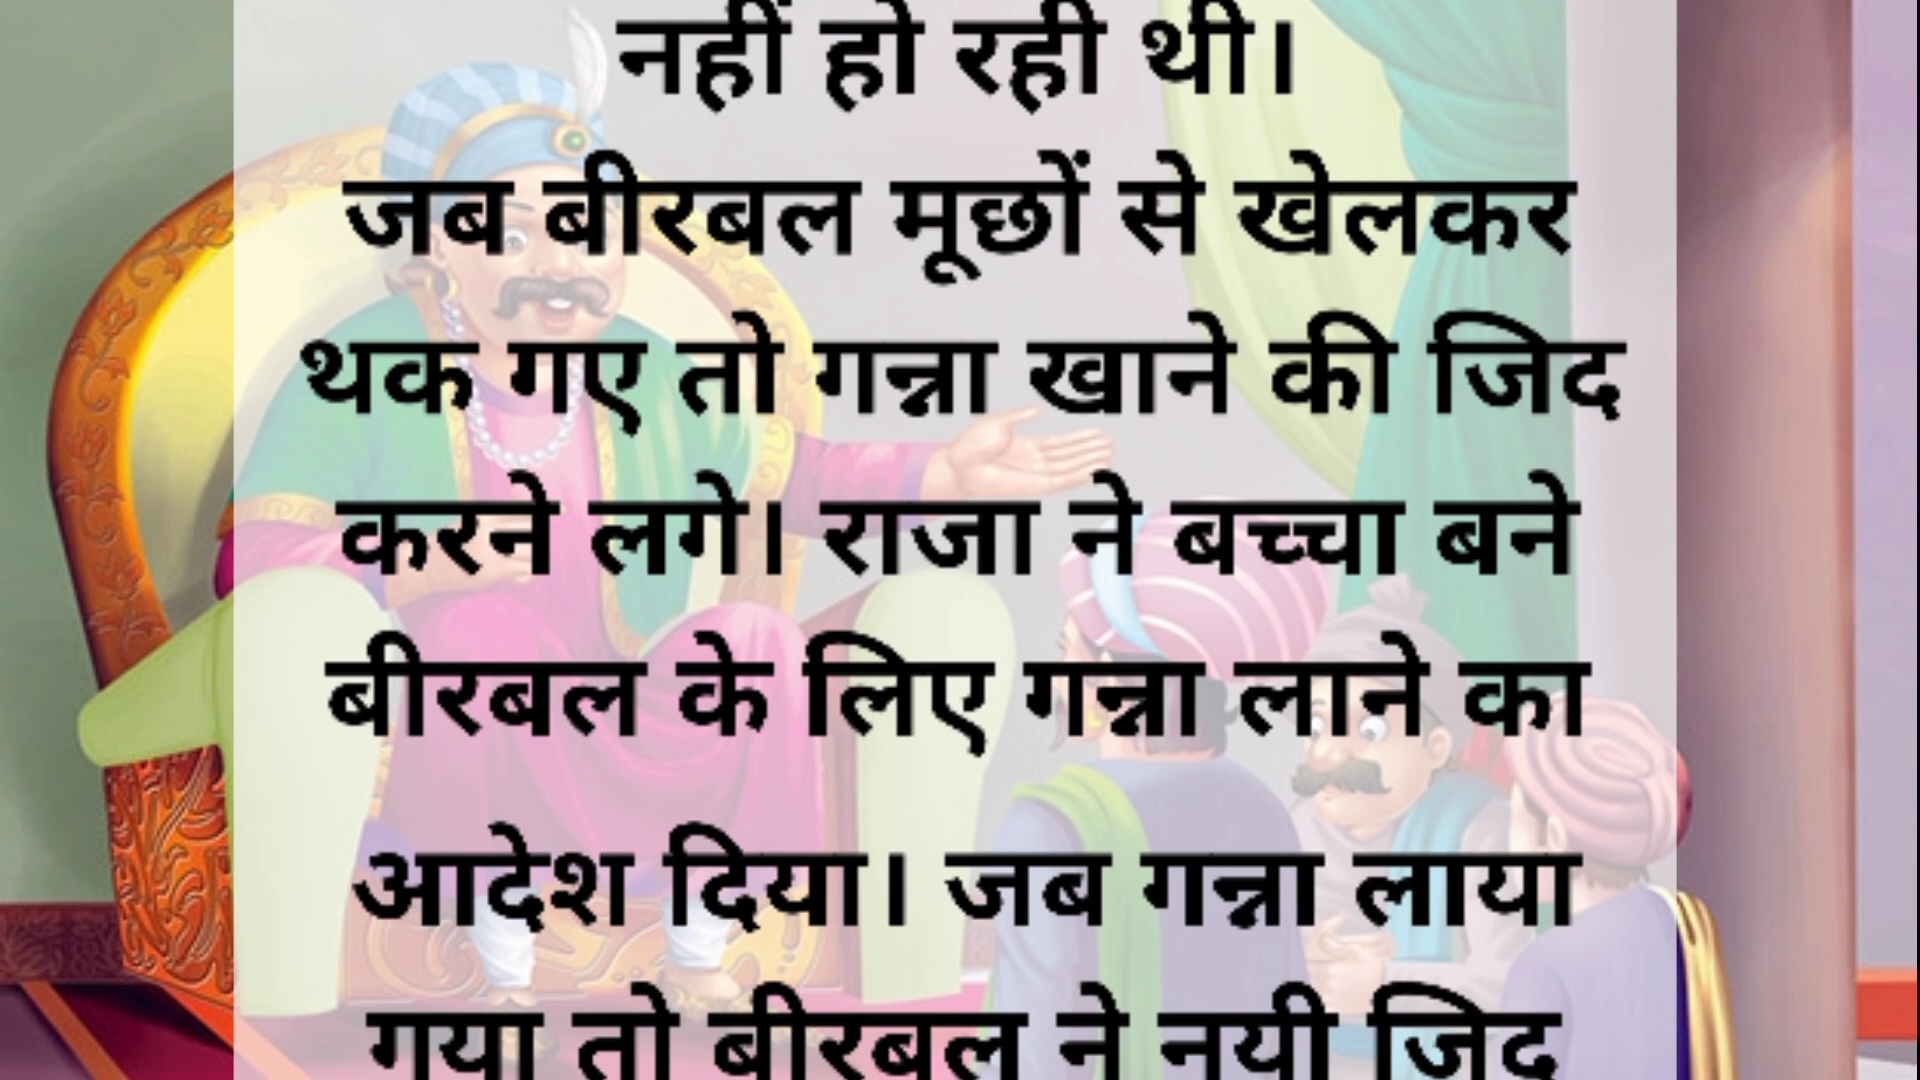 नहीं हो रही थी।
जब बीरबल मूछों से खेलकर
थक गए तो गन्ना खाने की जिद
करने लगे। राजा ने बच्चा बने
बीरबल के लिए गन्ना लाने का
आदेश दिया। जब गन्ना लाया
गया तो बीरबल ने नयी जिद